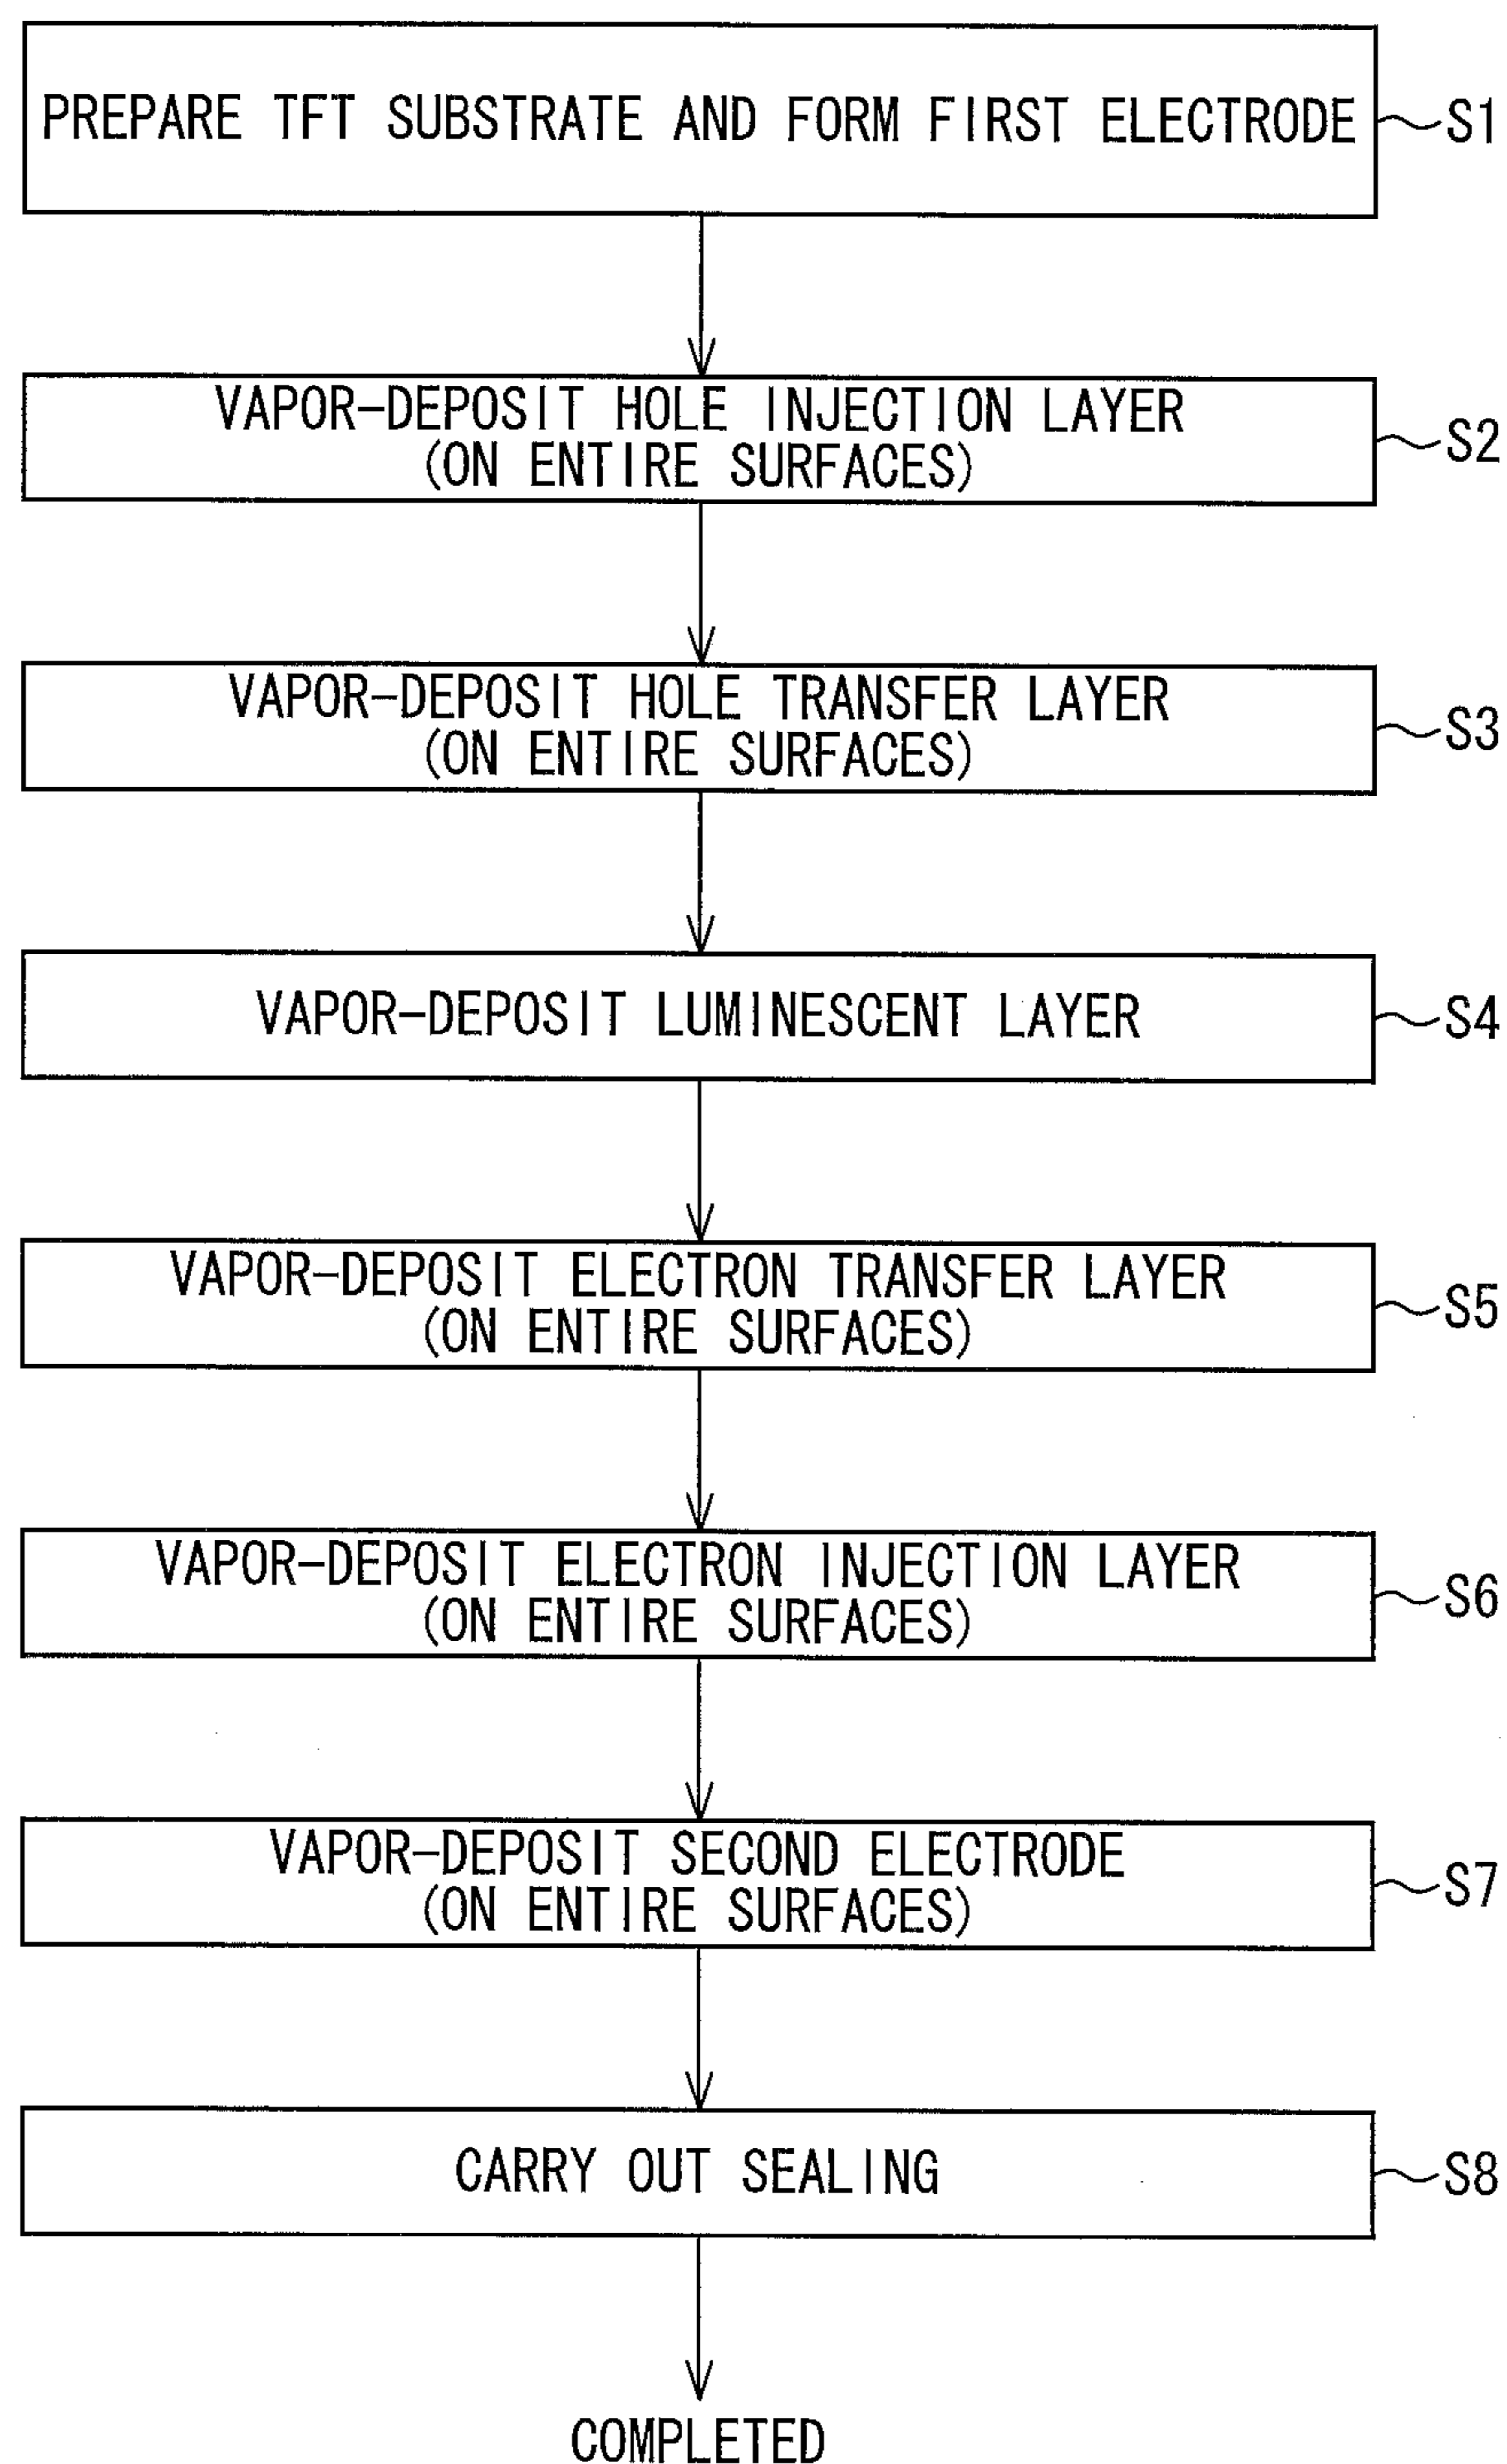 PREPARE TFT SUBSTRATE AND FORM FIRST ELECTRODE
S1
VAPOR-DEPOSIT HOLE INJECTION LAYER
(ON ENTIRE SURFACES)
S2
VAPOR-DEPOSIT HOLE TRANSFER LAYER
(ON ENTIRE SURFACES)
S3
VAPOR-DEPOSIT LUMINESCENT LAYER
S4
VAPOR-DEPOSIT ELECTRON TRANSFER LAYER
(ON ENTIRE SURFACES)
S5
VAPOR-DEPOSIT ELECTRON INJECTION LAYER
(ON ENTIRE SURFACES)
S6
VAPOR-DEPOSIT SECOND ELECTRODE
(ON ENTIRE SURFACES)
S7
CARRY OUT SEALING
S8
COMPLETED